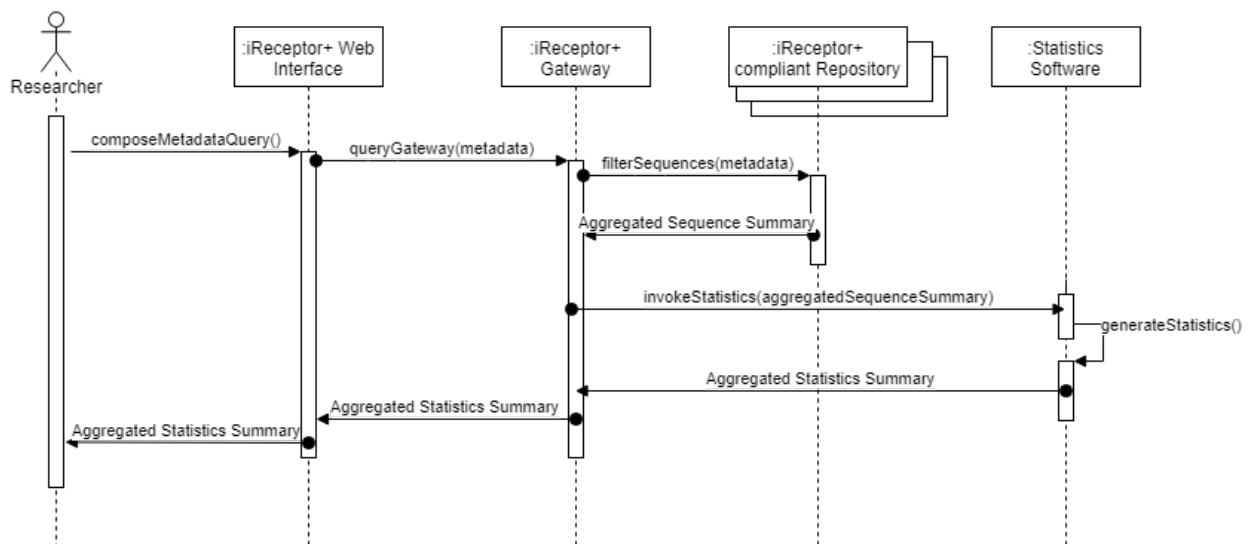 :iReceptor+ Web
Interface
:iReceptor+
Gateway
:iReceptor+
compliant Repository
:Statistics
Software
Researcher
composeMetadataQuery()
queryGateway(metadata)
filterSequences(metadata)
Aggregated Sequence Summary
invokeStatistics(aggregatedSequenceSummary)
generateStatistics()
Aggregated Statistics Summary
Aggregated Statistics Summary
Aggregated Statistics Summary